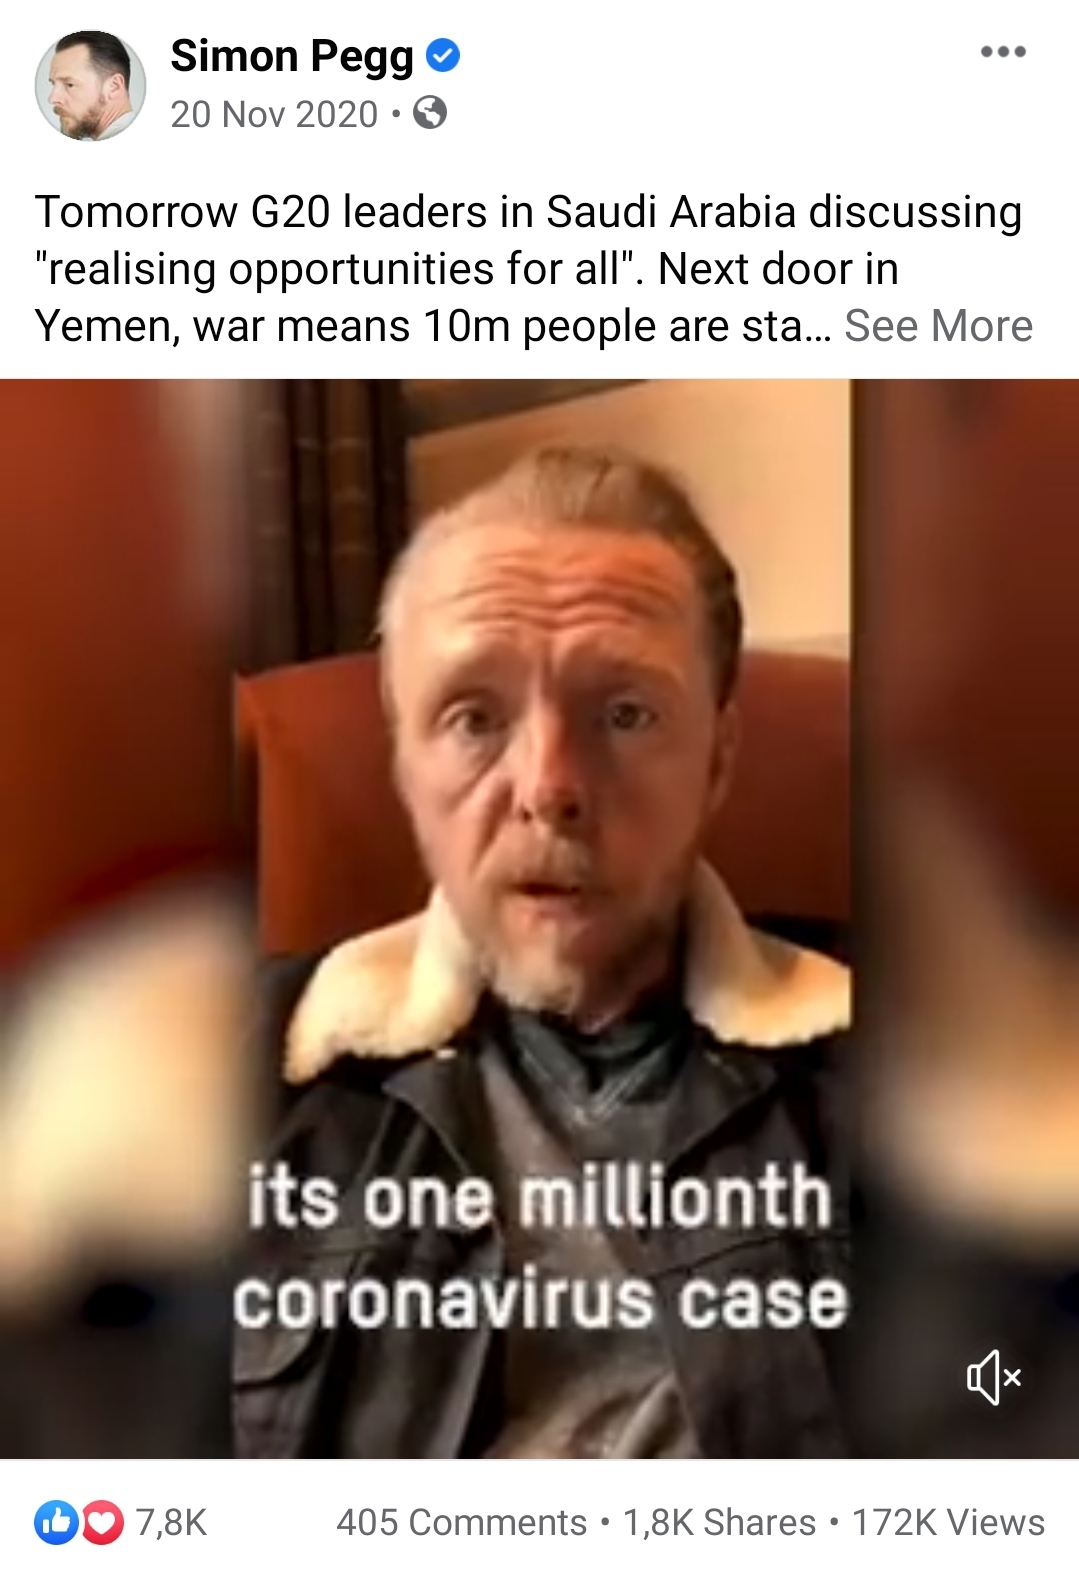 Simon Pegg
20 Nov 2020 •
Tomorrow G20 leaders in Saudi Arabia discussing
"realising opportunities for all". Next door in
Yemen, war means 10m people are sta... See More
its one millionth
coronavirus case
7,8K 405 Comments • 1,8K Shares • 172K Views